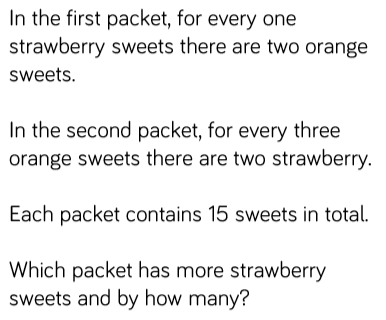 In the first packet, for every one
strawberry sweets there are two orange
sweets.
In the second packet, for every three
orange sweets there are two strawberry.
Each packet contains 15 sweets in total.
Which packet has more strawberry
sweets and by how many?